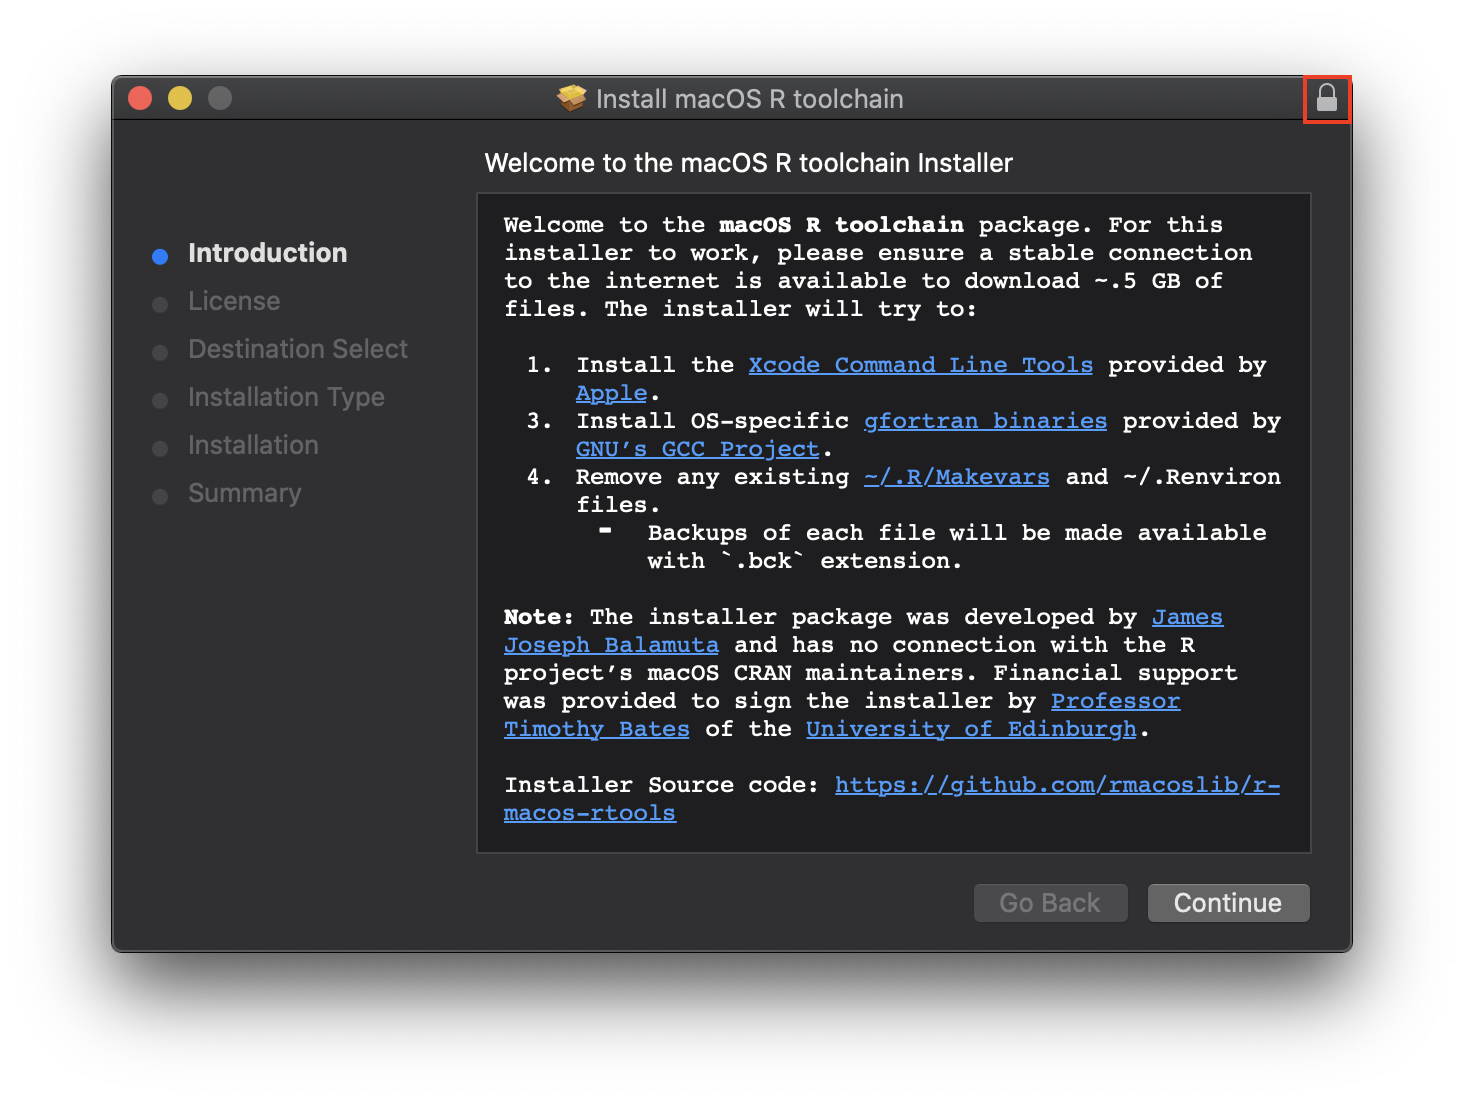 Install macOS R toolchain
Welcome to the macOS R toolchain Installer
Introduction
License
Destination Select
Installation Type
Installation
Summary
Welcome to the macOS R toolchain package. For this
installer to work, please ensure a stable connection
to the internet is available to download ~.5 GB of
files. The installer will try to:
1. Install the Xcode Command Line Tools provided by
Apple.
3. Install OS-specific gfortran binaries provided by
GNU’s GCC Project.
4. Remove any existing ~/.R/Makevars and ~/.Renviron
files.
- Backups of each file will be made available
with `.bck` extension.
Note: The installer package was developed by James
Joseph Balamuta and has no connection with the R
project’s macOS CRAN maintainers. Financial support
was provided to sign the installer by Professor
Timothy Bates of the University of Edinburgh.
Installer Source code: https://github.com/rmacoslib/r-
macos-rtools
Go Back
Continue